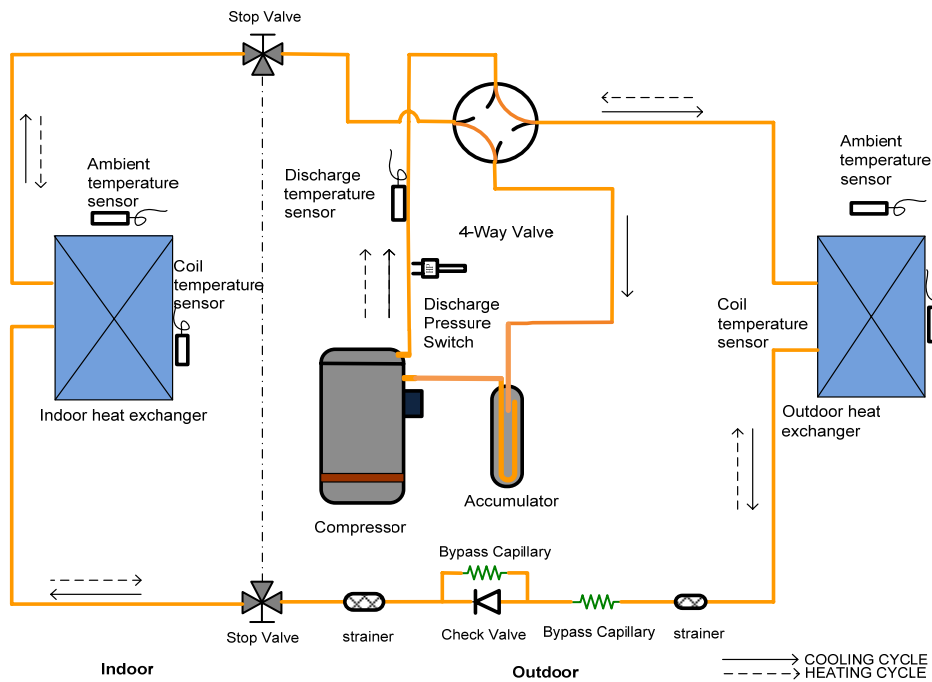 Stop Valve
Ambient
temperature
sensor
Discharge
temperature
sensor
4-Way Valve
Ambient
temperature
sensor
Coil
temperature
sensor
Discharge
Pressure
Switch
Coil
temperature
sensor
Indoor heat exchanger
Outdoor heat
exchanger
Compressor
Accumulator
Bypass Capillary
Stop Valve
strainer
Check Valve
Bypass Capillary
strainer
Indoor
Outdoor
COOLING CYCLE
HEATING CYCLE